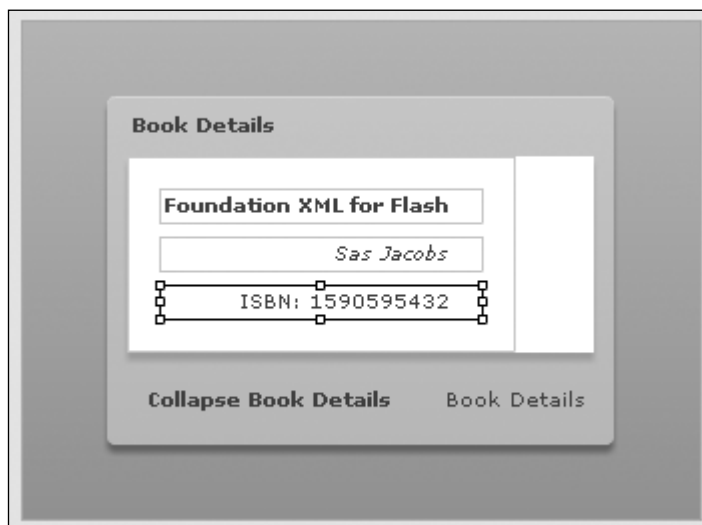 Book Details
Foundation XML for Flash
Sas Jacobs
ISBN: 1590595432
Collapse Book Details Book Details